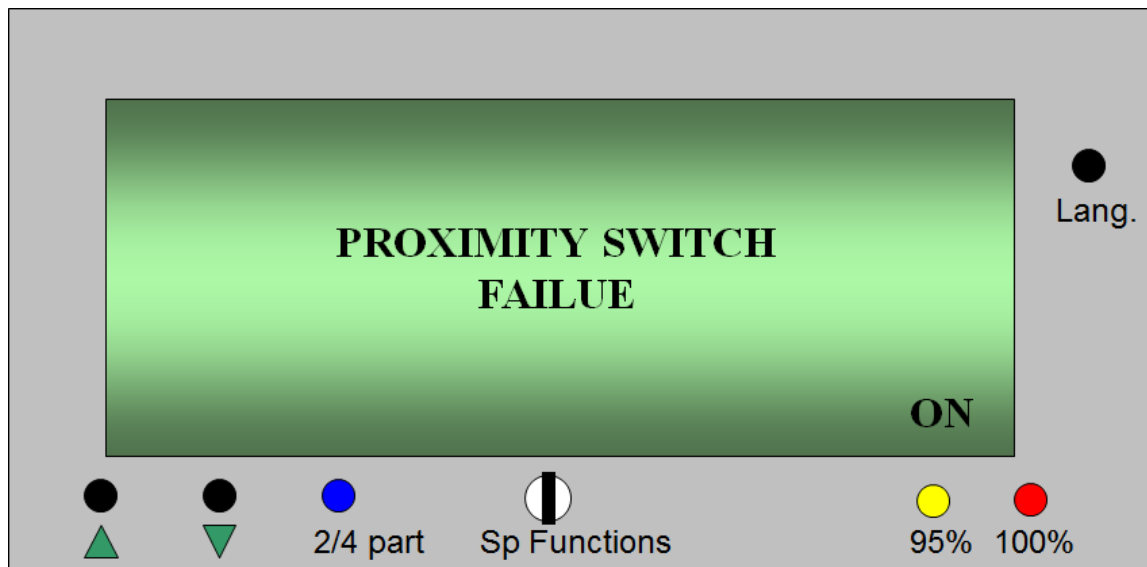 PROXIMITY SWITCH
FAILUE
ON
Lang.
2/4 part
Sp Functions
95%
100%